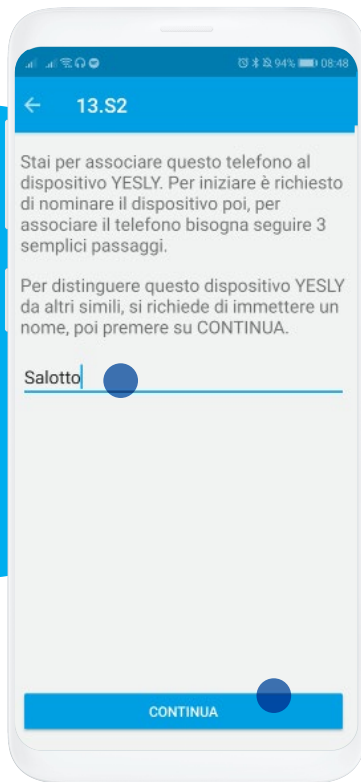 94% 08:48
13.S2
Stai per associare questo telefono al
dispositivo YESLY. Per iniziare è richiesto
di nominare il dispositivo poi, per
associare il telefono bisogna seguire 3
semplici passaggi.
Per distinguere questo dispositivo YESLY
da altri simili, si richiede di immettere un
nome, poi premere su CONTINUA.
Salotto
CONTINUA